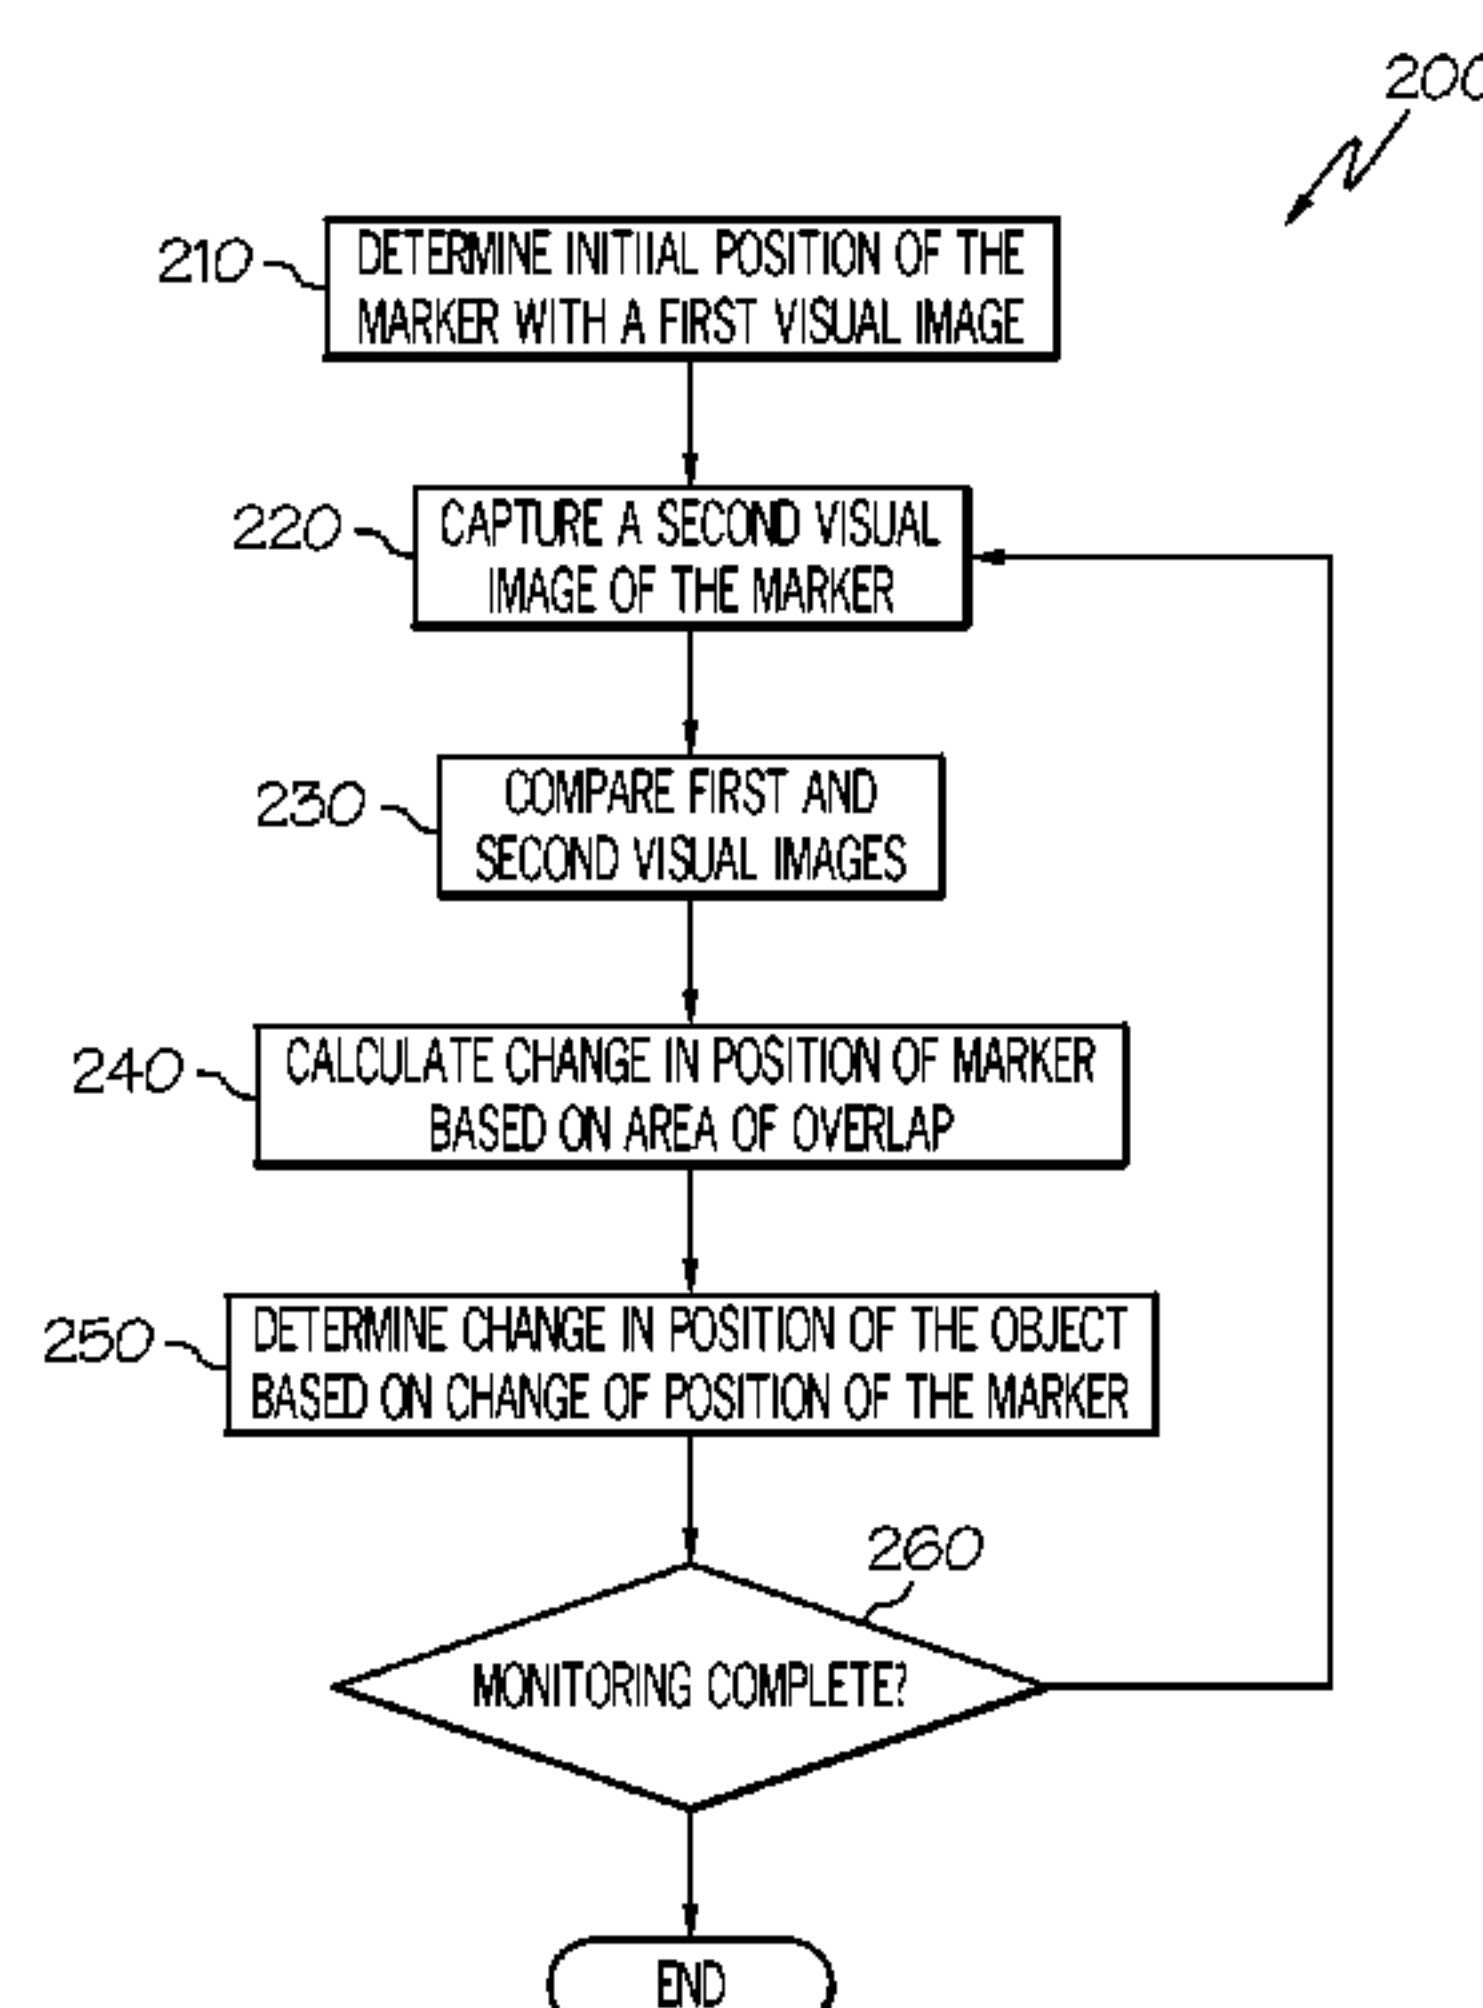 200
210
DETERMINE INITIIAL POSITION OF THE
MARKER WITH A FIRST VISUAL IMAGE
220
CAPTURE A SECOND VISUAL
IMAGE OF THE MARKER
230
COMPARE FIRST AND
SECOND VISUAL IMAGES
240
CALCULATE CHANGE IN POSITION OF MARKER
BASED ON AREA OF OVERLAP
250
DETERMINE CHANGE IN POSITION OF THE OBJECT
BASED ON CHANGE OF POSITION OF THE MARKER
260
MONITORING COMPLETE?
END